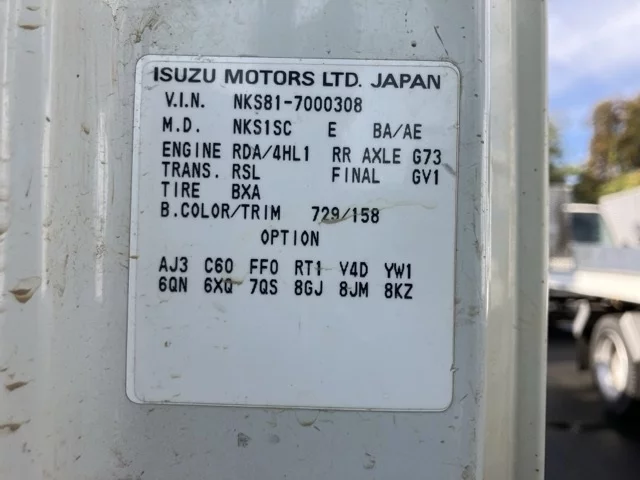 ISUZU MOTORS LTD. JAPAN
V.I.N. NKS81-7000308
M.D. NKS1SC E BA/AE
ENGINE RDA/4HL1 RR AXLE G73
TRANS. RSL FINAL GV1
TIRE BXA
B.COLOR/TRIM 729/158
OPTION
AJ3 C60 FF0 RT1 V4D YW1
6QN 6XQ 7QS 8GJ 8JM 8KZ